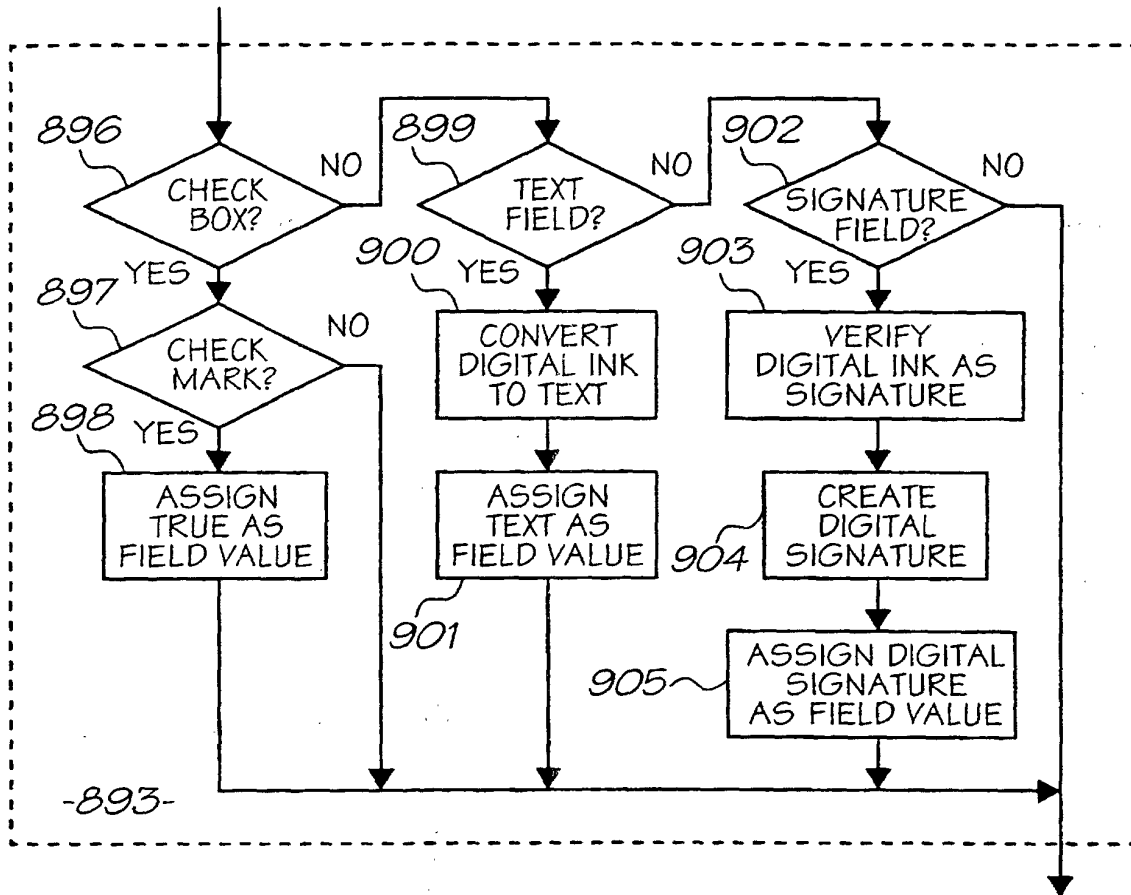 896
CHECK
BOX?
NO
YES
897
CHECK
MARK?
NO
YES
898
ASSIGN
TRUE AS
FIELD VALUE
899
TEXT
FIELD?
NO
YES
900
CONVERT
DIGITAL INK
TO TEXT
ASSIGN
TEXT AS
FIELD VALUE
901
902
SIGNATURE
FIELD?
NO
YES
903
VERIFY
DIGITAL INK AS
SIGNATURE
CREATE
DIGITAL
SIGNATURE
904
ASSIGN DIGITAL
SIGNATURE
AS FIELD VALUE
905
-893-